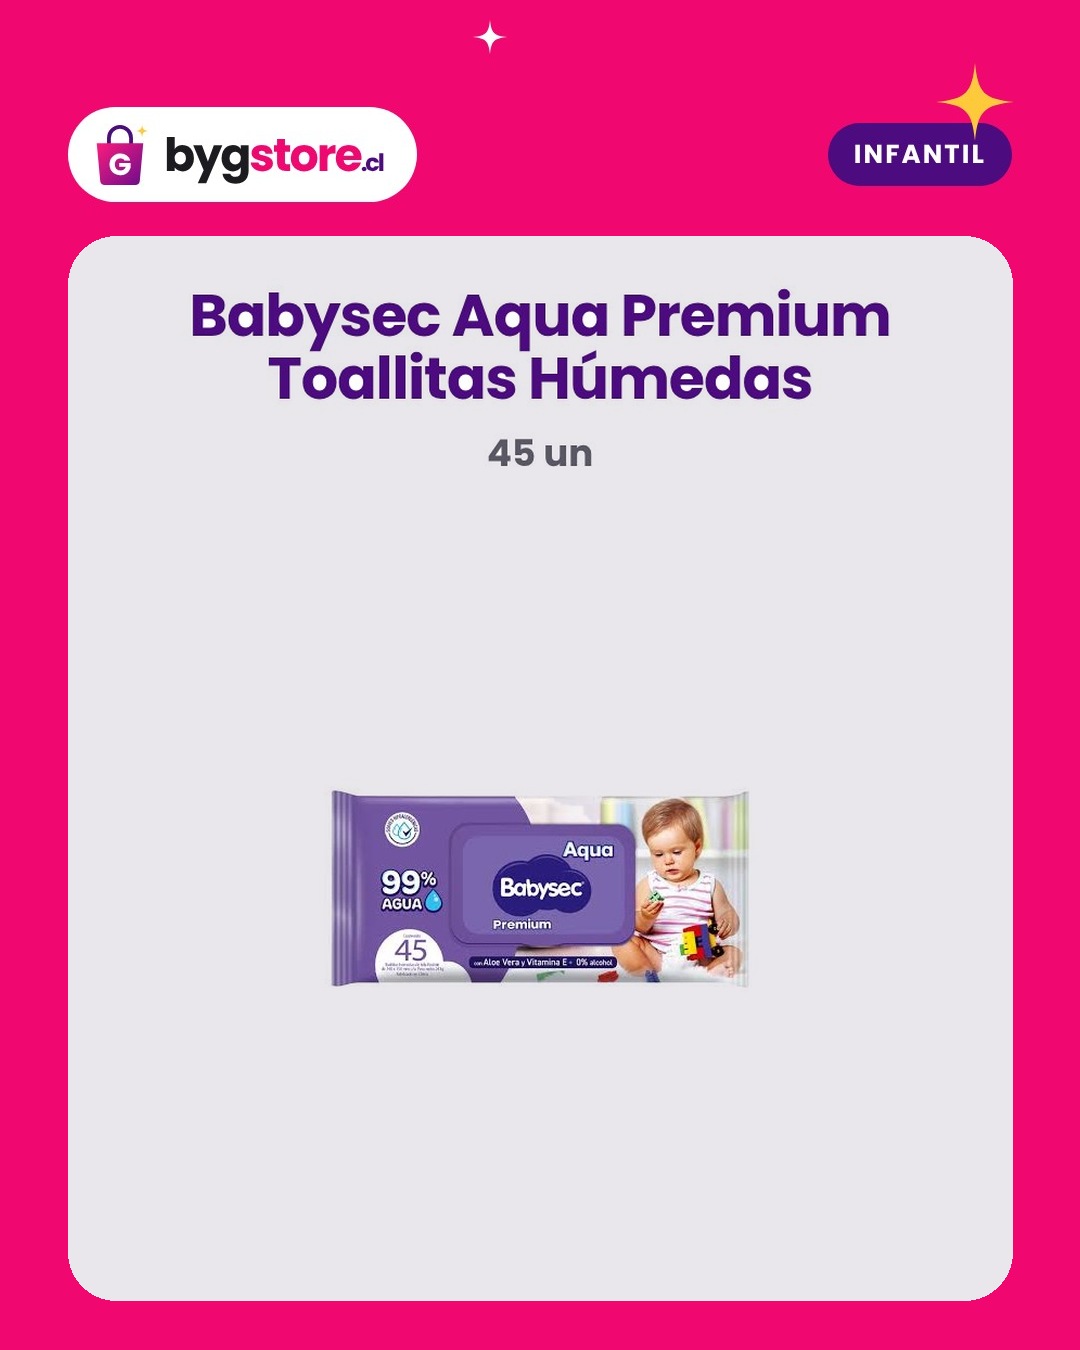 bygstore.cl
G
INFANTIL
Babysec Aqua Premium
Toallitas Húmedas
45 un
Aqua
99%
AGUA
Babysec
Premium
45
con Aloe Vera y Vitamina E - 0% alcohol